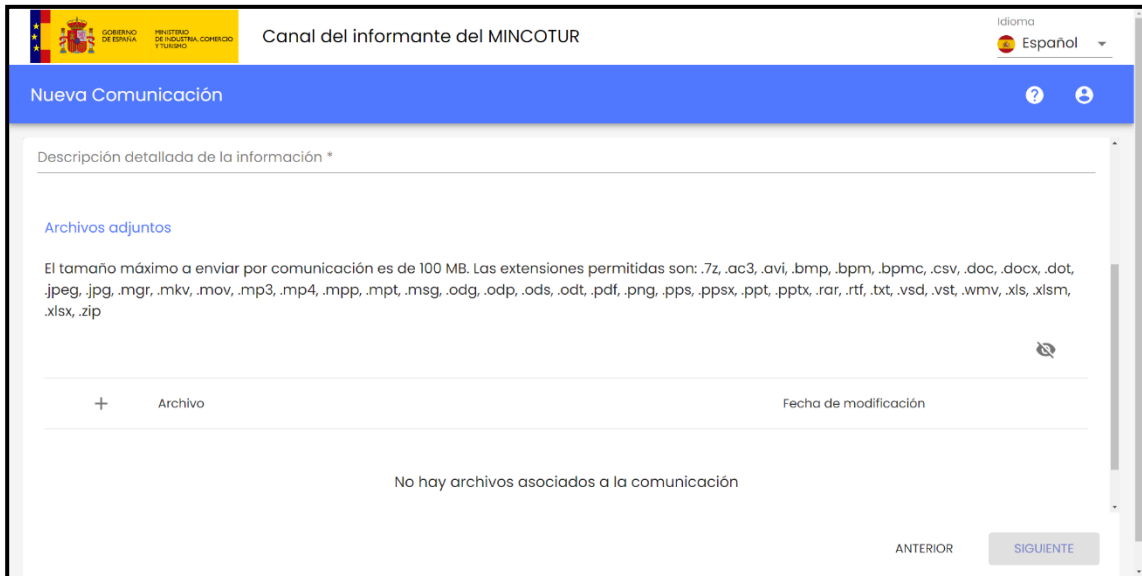 GOBIERNO
DE ESPAÑA
MINISTERIO
DE INDUSTRIA, COMERCIO
Y TURISMO
Canal del informante del MINCOTUR
Idioma
Español
Nueva Comunicación
Descripción detallada de la información *
Archivos adjuntos
El tamaño máximo a enviar por comunicación es de 100 MB. Las extensiones permitidas son: .7z, .ac3, .avi, .bmp, .bpm, .bpmc, .csv, .doc, .docx, .dot,
.jpeg, .jpg, .mgr, .mkv, .mov, .mp3, .mp4, .mpp, .mpt, .msg, .odg, .odp, .ods, .odt, .pdf, .png, .pps, .ppsx, .ppt, .pptx, .rar, .rtf, .txt, .vsd, .vst, .wmv, .xls, .xlsm,
.xlsx, .zip
Archivo Fecha de modificación
No hay archivos asociados a la comunicación
ANTERIOR SIGUIENTE